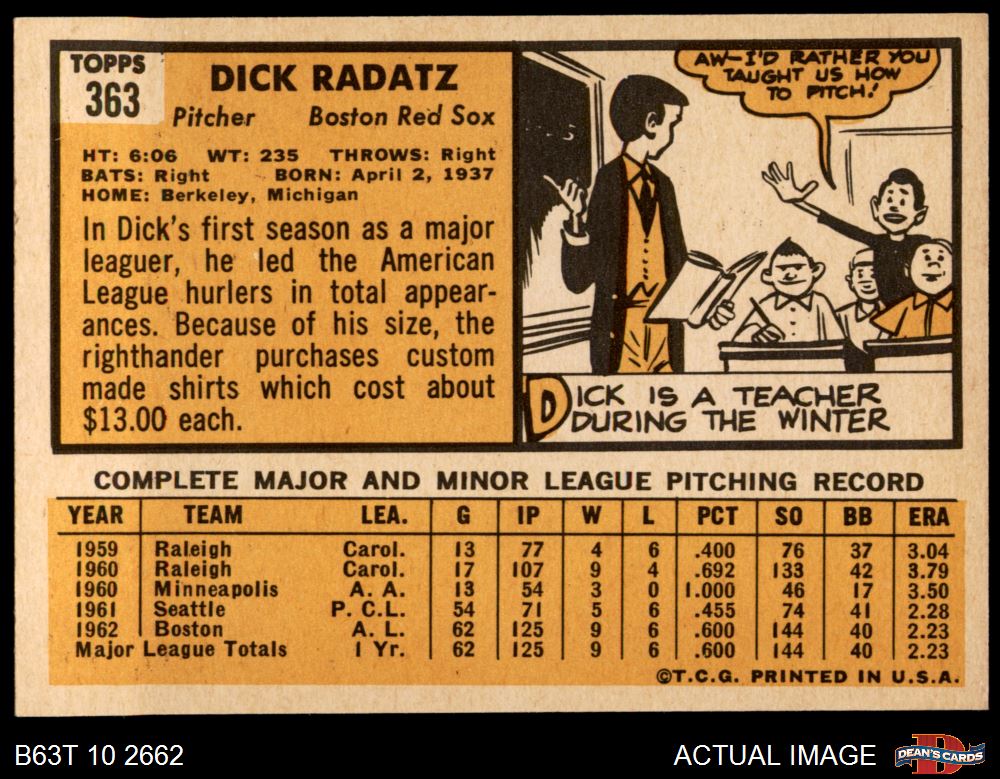 TOPPS
363
DICK RADATZ
Pitcher Boston Red Sox
HT: 6:06 WT: 235 THROWS: Right
BATS: Right BORN: April 2, 1937
HOME: Berkeley, Michigan
In Dick's first season as a major
leaguer, he led the American
League hurlers in total appear-
ances. Because of his size, the
righthander purchases custom
made shirts which cost about
$13.00 each.
AW-I'D RATHER YOU
TAUGHT US HOW
TO PITCH!
DICK IS A TEACHER
DURING THE WINTER
COMPLETE MAJOR AND MINOR LEAGUE PITCHING RECORD
YEAR TEAM LEA. G IP W L PCT SO BB ERA
1959 Raleigh Carol. 13 77 4 6 .400 76 37 3.04
1960 Raleigh Carol. 17 107 9 4 .692 133 42 3.79
1960 Minneapolis A. A. 13 54 3 0 1.000 46 17 3.50
1961 Seattle P. C. L. 54 71 5 6 .455 74 41 2.28
1962 Boston A. L. 62 125 9 6 .600 144 40 2.23
Major League Totals 1 Yr. 62 125 9 6 .600 144 40 2.23
©T.C.G. PRINTED IN U.S.A.
B63T 10 2662
ACTUAL IMAGE
DEAN'S CARDS